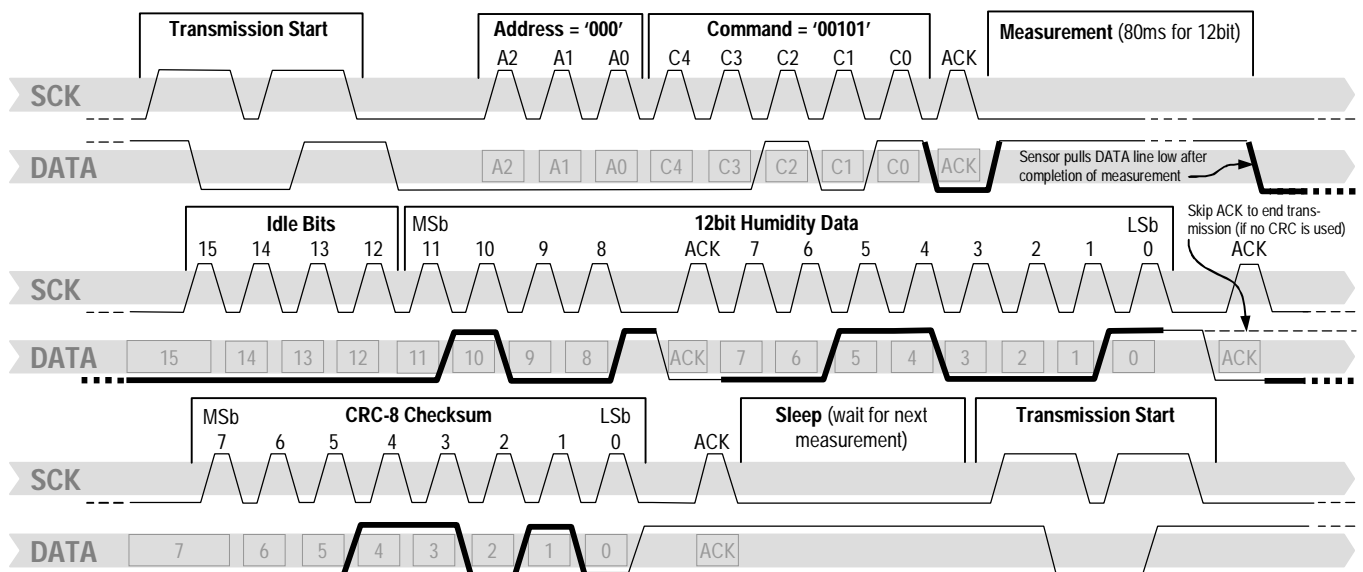 Transmission Start Address = ‘000’ Command = ‘00101’ Measurement (80ms for 12bit)
A2 A1 A0 C4 C3 C2 C1 C0 ACK
SCK
DATA A2 A1 A0 C4 C3 C2 C1 C0 ACK
Sensor pulls DATA line low after
completion of measurement
Skip ACK to end trans-
mission (if no CRC is used)
Idle Bits MSb 12bit Humidity Data LSb
15 14 13 12 11 10 9 8 ACK 7 6 5 4 3 2 1 0 ACK
SCK
DATA 15 14 13 12 11 10 9 8 ACK 7 6 5 4 3 2 1 0 ACK
MSb CRC-8 Checksum LSb Sleep (wait for next Transmission Start
measurement)
7 6 5 4 3 2 1 0 ACK
SCK
DATA 7 6 5 4 3 2 1 0 ACK